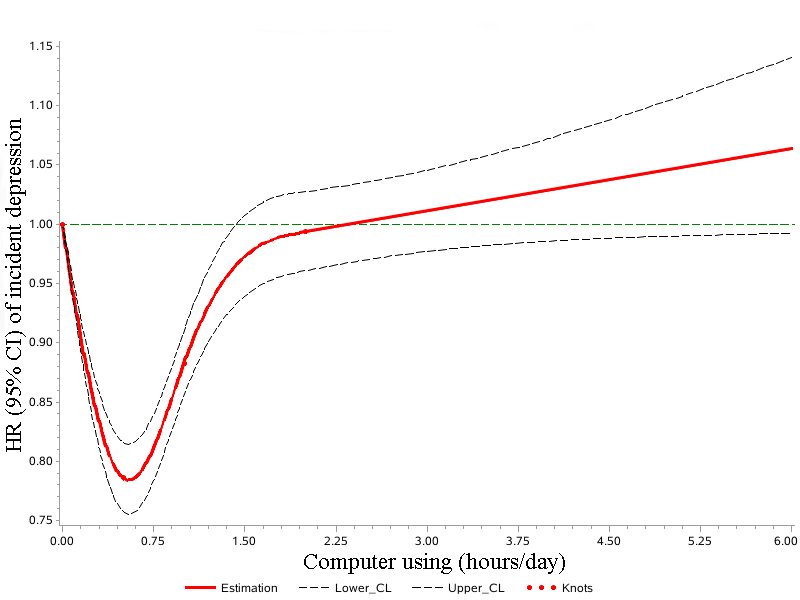 HR (95% CI) of incident depression
1.15
1.10
1.05
1.00
0.95
0.90
0.85
0.80
0.75
0.00 0.75 1.50 2.25 3.00 3.75 4.50 5.25 6.00
Computer using (hours/day)
Estimation Lower_CL Upper_CL Knots